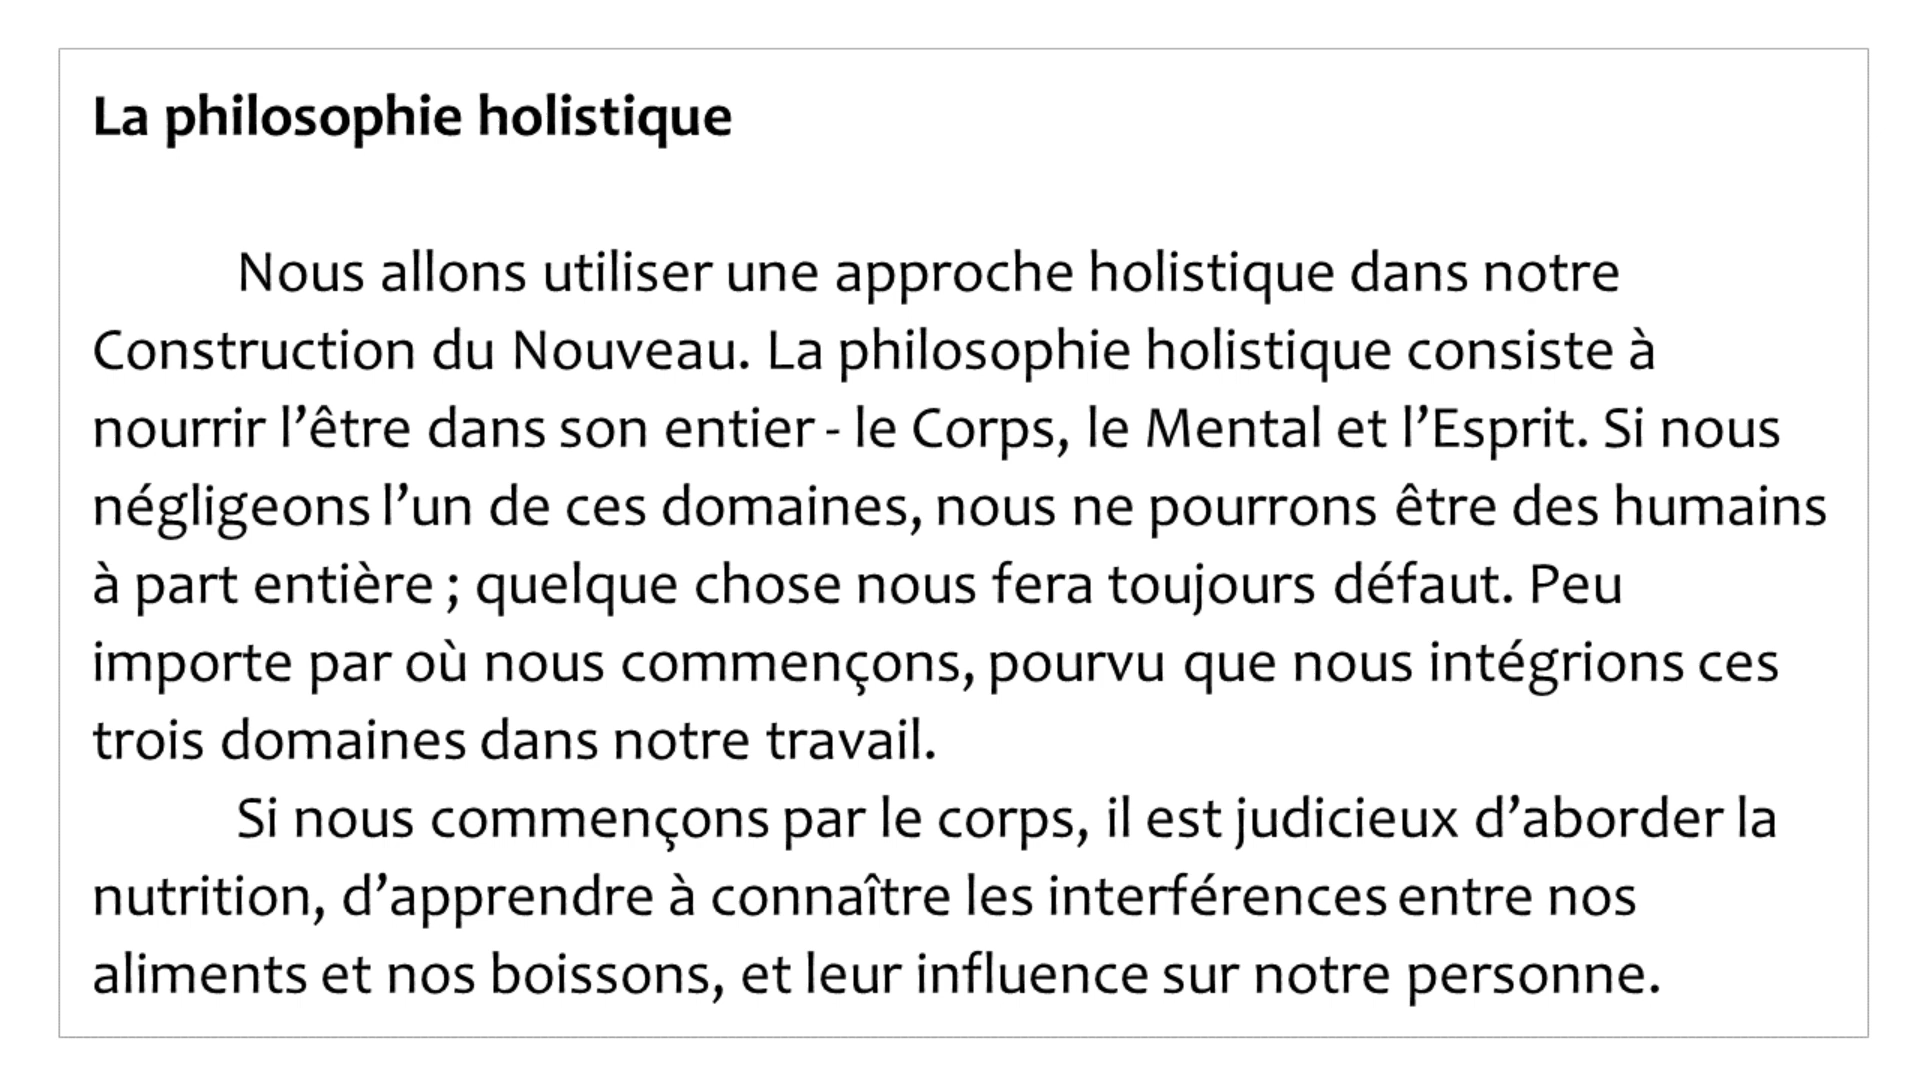 La philosophie holistique
Nous allons utiliser une approche holistique dans notre
Construction du Nouveau. La philosophie holistique consiste à
nourrir l’être dans son entier - le Corps, le Mental et l’Esprit. Si nous
négligeons l’un de ces domaines, nous ne pourrons être des humains
à part entière ; quelque chose nous fera toujours défaut. Peu
importe par où nous commençons, pourvu que nous intégrions ces
trois domaines dans notre travail.
Si nous commençons par le corps, il est judicieux d’aborder la
nutrition, d’apprendre à connaître les interférences entre nos
aliments et nos boissons, et leur influence sur notre personne.